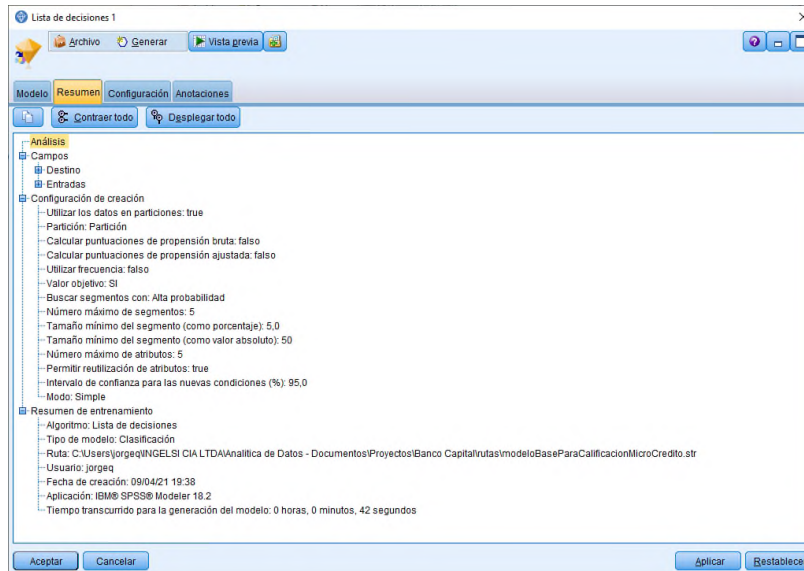 Lista de decisiones 1
Archivo Generar Vista previa
Modelo Resumen Configuración Anotaciones
Contraer todo Desplegar todo
Análisis
Campos
Destino
Entradas
Configuración de creación
Utilizar los datos en particiones: true
Partición: Partición
Calcular puntuaciones de propensión bruta: falso
Calcular puntuaciones de propensión ajustada: falso
Utilizar frecuencia: falso
Valor objetivo: SI
Buscar segmentos con: Alta probabilidad
Número máximo de segmentos: 5
Tamaño mínimo del segmento (como porcentaje): 5,0
Tamaño mínimo del segmento (como valor absoluto): 50
Número máximo de atributos: 5
Permitir reutilización de atributos: true
Intervalo de confianza para las nuevas condiciones (%): 95,0
Modo: Simple
Resumen de entrenamiento
Algoritmo: Lista de decisiones
Tipo de modelo: Clasificación
Ruta: C:\Users\jorgeq\INGELSI CIA LTDA\Analítica de Datos - Documentos\Proyectos\Banco Capital\rutas\modeloBaseParaCalificacionMicroCredito.str
Usuario: jorgeq
Fecha de creación: 09/04/21 19:38
Aplicación: IBM® SPSS® Modeler 18.2
Tiempo transcurrido para la generación del modelo: 0 horas, 0 minutos, 42 segundos
Aceptar Cancelar Aplicar Restablece